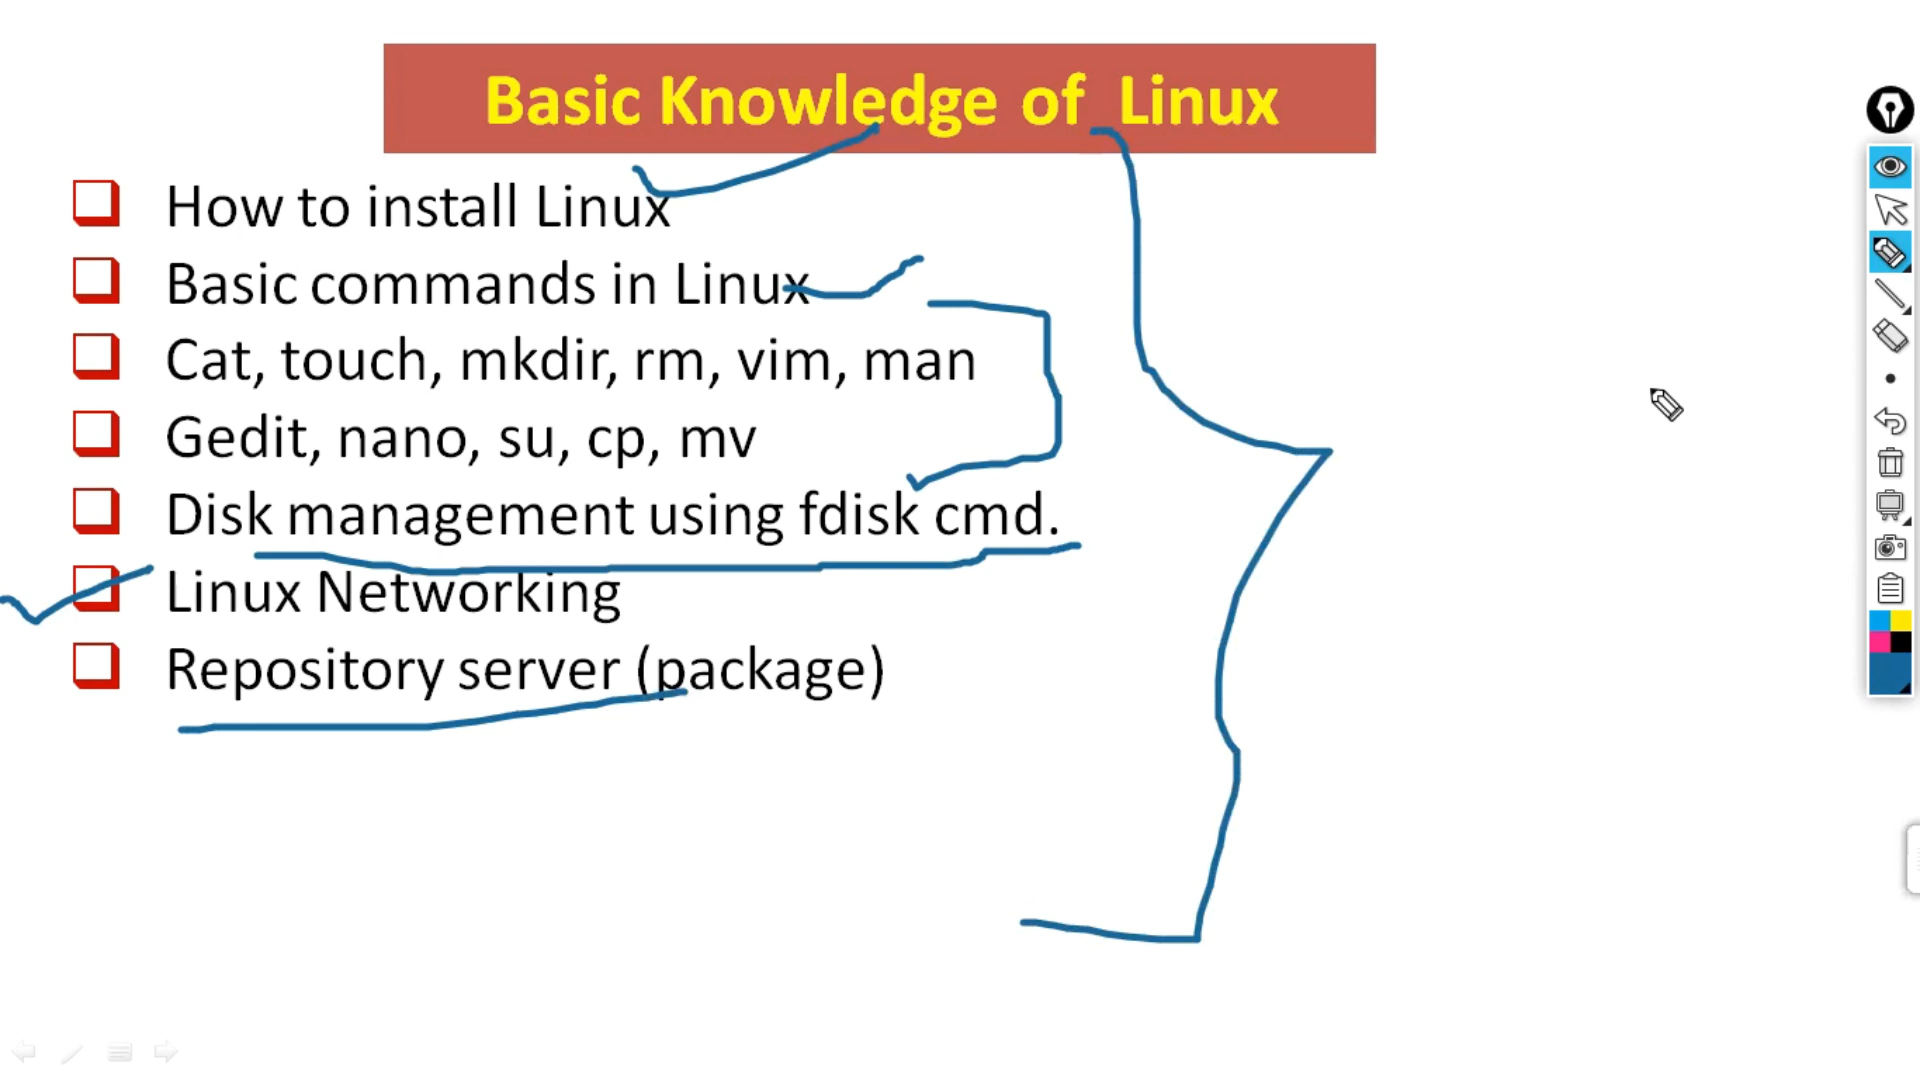 Basic Knowledge of Linux
How to install Linux
Basic commands in Linux
Cat, touch, mkdir, rm, vim, man
Gedit, nano, su, cp, mv
Disk management using fdisk cmd.
Linux Networking
Repository server (package)